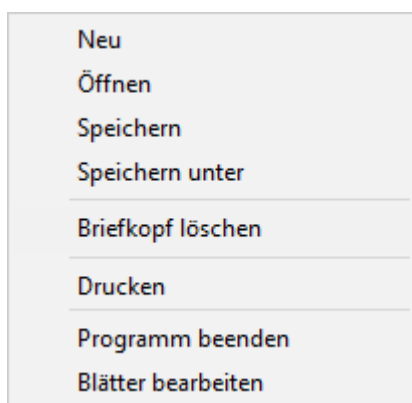 Neu
Öffnen
Speichern
Speichern unter
Briefkopf löschen
Drucken
Programm beenden
Blätter bearbeiten